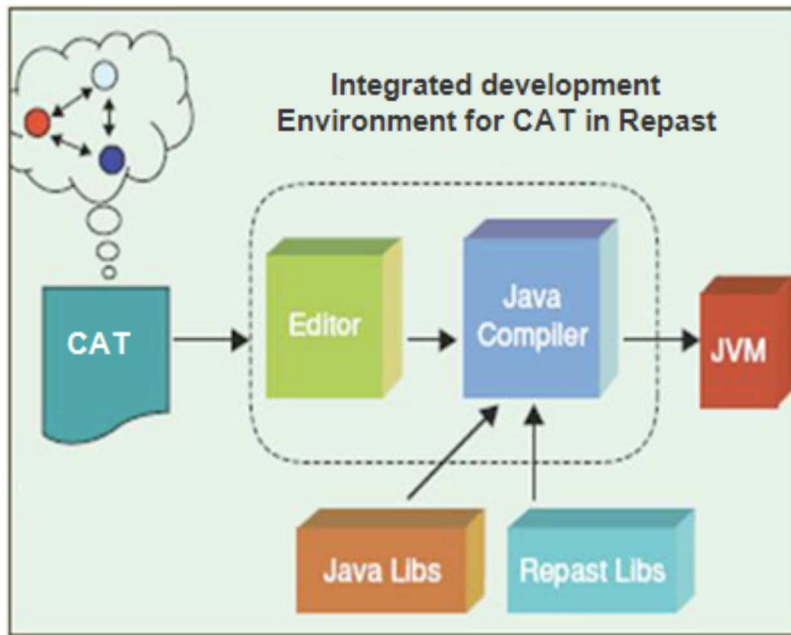 Integrated development
Environment for CAT in Repast
CAT
Editor
Java
Compiler
JVM
Java Libs
Repast Libs